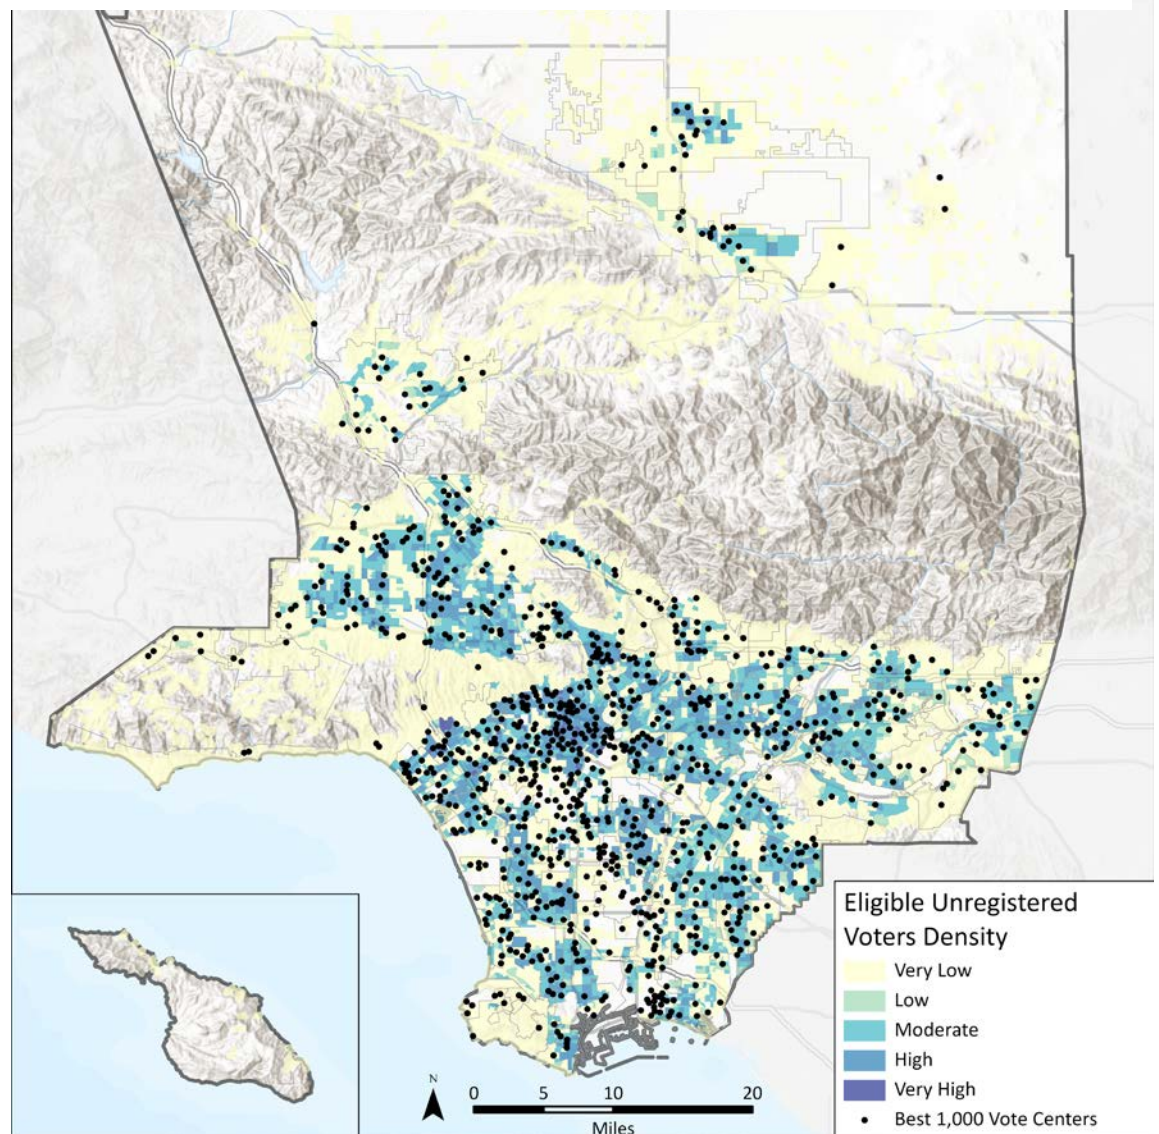 Eligible Unregistered
Voters Density
Very Low
Low
Moderate
High
Very High
Best 1,000 Vote Centers
N
0 5 10 20
Miles